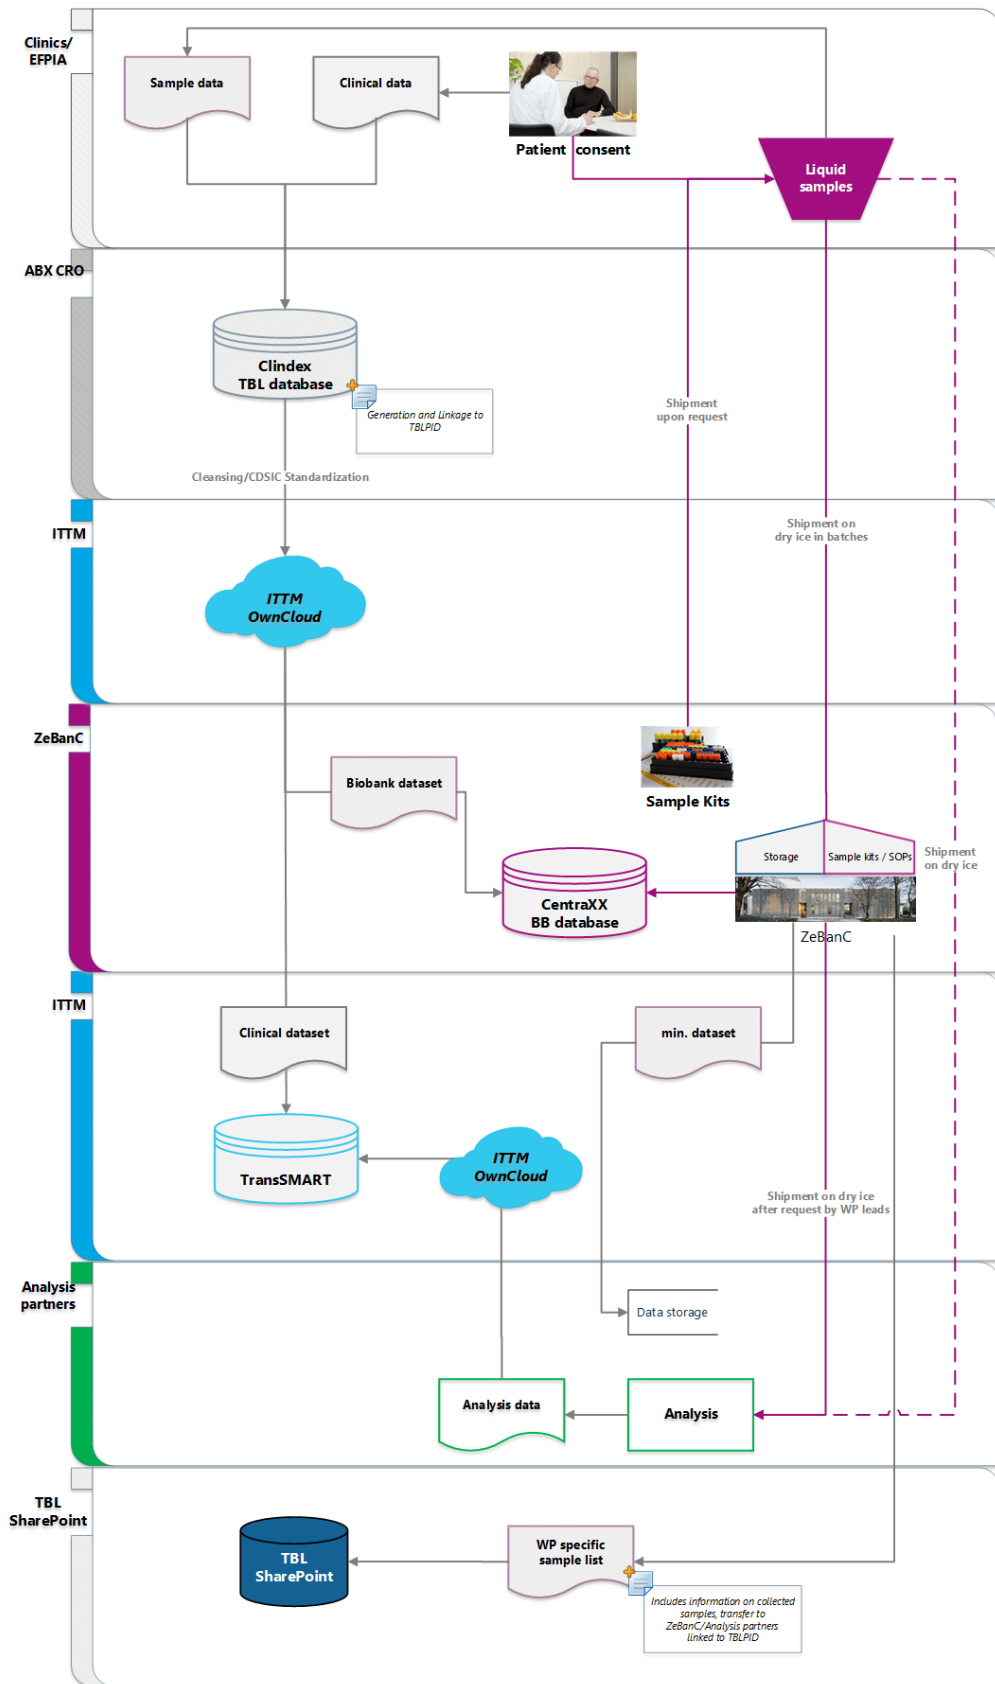 Clinics/
EFPIA
Sample data
Clinical data
Patient consent
Liquid
samples
ABX CRO
Clindex
TBL database
Generation and Linkage to
TBLPID
Shipment
upon request
Cleansing/CDSIC Standardization
ITTM
Shipment on
dry ice in batches
ITTM
OwnCloud
ZeBanC
Biobank dataset
Sample Kits
Storage
Sample kits / SOPs
Shipment
on dry ice
CentraXX
BB database
ZeBanC
ITTM
Clinical dataset
min. dataset
TransSMART
ITTM
OwnCloud
Shipment on dry ice
after request by WP leads
Analysis
partners
Data storage
Analysis data
Analysis
TBL
SharePoint
TBL
SharePoint
WP specific
sample list
Includes information on collected
samples, transfer to
ZeBanC/Analysis partners
linked to TBLPID